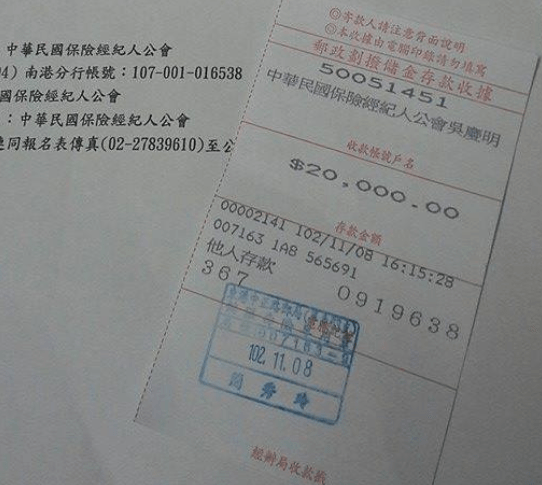 中華民國保險經紀人公會
04) 南港分行帳號：107-001-016538
國保險經紀人公會
：中華民國保險經紀人公會
同報名表傳真(02-27839610)至公
◎寄款人請注意背面說明
◎本收據由電腦印錄請勿填寫
郵政劃撥儲金存款收據
50051451
中華民國保險經紀人公會吳慶明
收款帳號戶名
$20,000.00
存款金額
00002141 102/11/08 16:15:28
007163 1A8 565691
他人存款
367 0919638
102.11.08
經辦局收款戳